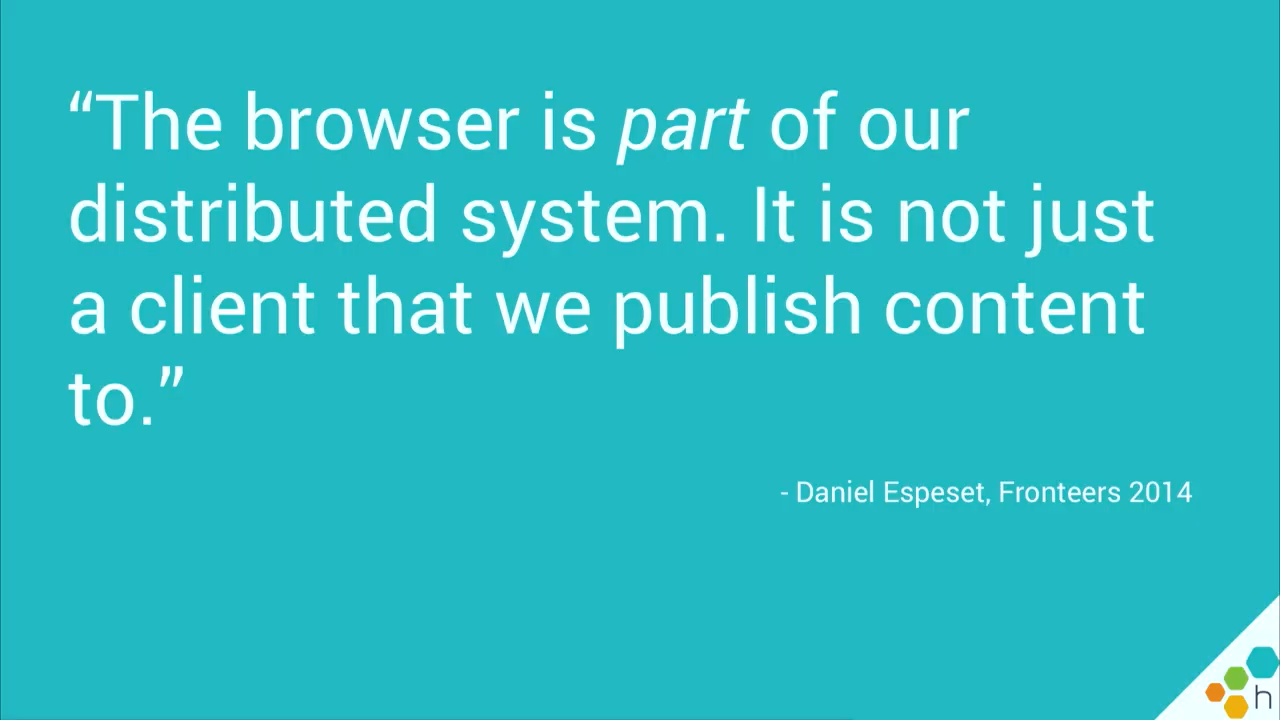 “The browser is part of our
distributed system. It is not just
a client that we publish content
to.”
- Daniel Espeset, Fronteers 2014
h